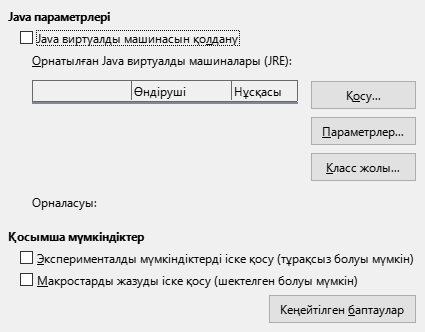 Java параметрлері
Java виртуалды машинасын қолдану
Орнатылған Java виртуалды машиналары (JRE):
Өндіруші Нұсқасы
Қосу...
Параметрлер...
Класс жолы...
Орналасуы:
Қосымша мүмкіндіктер
Эксперименталды мүмкіндіктерді іске қосу (тұрақсыз болуы мүмкін)
Макростарды жазуды іске қосу (шектелген болуы мүмкін)
Кеңейтілген баптаулар